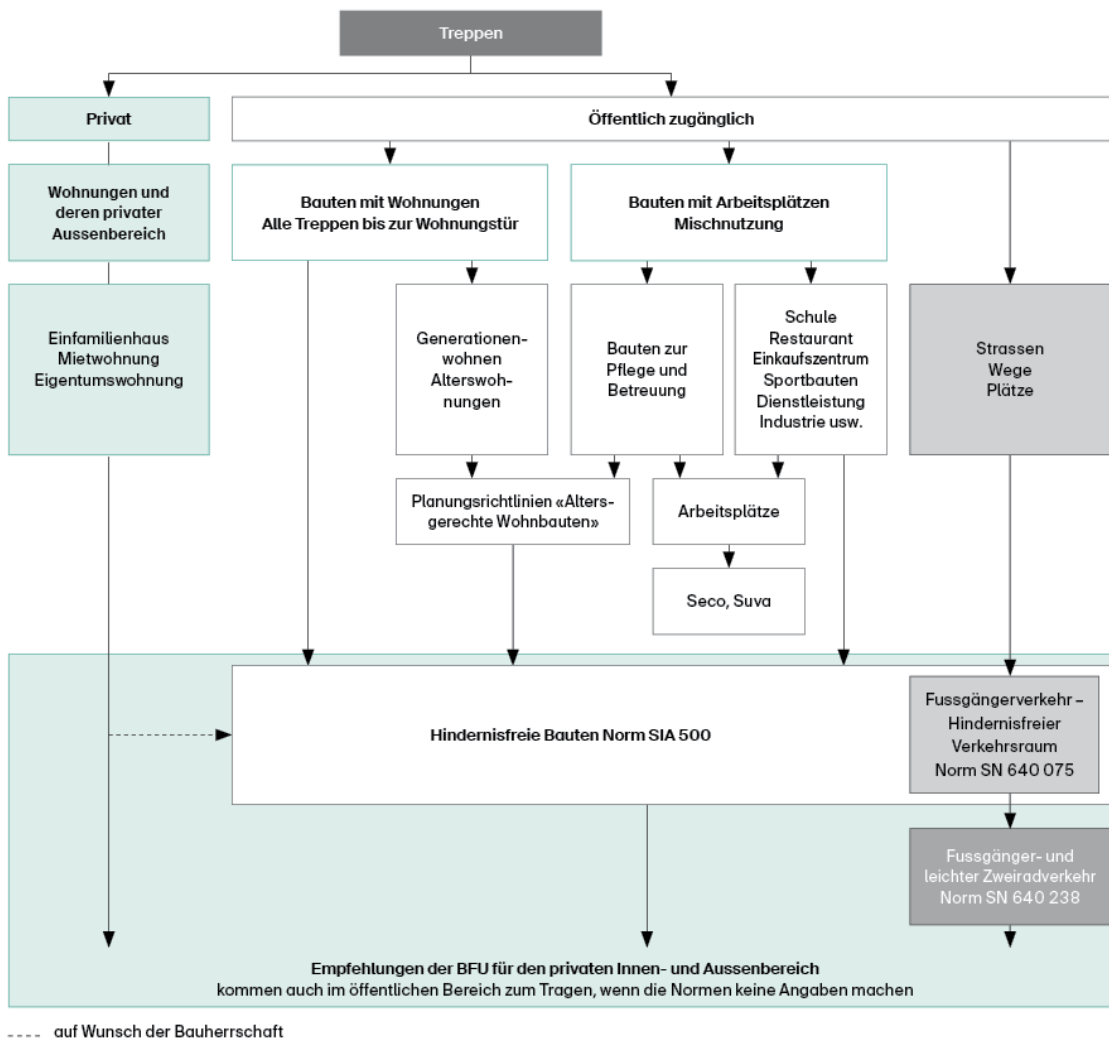 Treppen
Privat
Öffentlich zugänglich
Wohnungen und
deren privater
Aussenbereich
Bauten mit Wohnungen
Alle Treppen bis zur Wohnungstür
Bauten mit Arbeitsplätzen
Mischnutzung
Einfamilienhaus
Mietwohnung
Eigentumswohnung
Generationen-
wohnen
Alterswoh-
nungen
Bauten zur
Pflege und
Betreuung
Schule
Restaurant
Einkaufszentrum
Sportbauten
Dienstleistung
Industrie usw.
Strassen
Wege
Plätze
Planungsrichtlinien «Alters-
gerechte Wohnbauten»
Arbeitsplätze
Seco, Suva
Hindernisfreie Bauten Norm SIA 500
Fussgängerverkehr –
Hindernisfreier
Verkehrsraum
Norm SN 640 075
Fussgänger- und
leichter Zweiradverkehr
Norm SN 640 238
Empfehlungen der BFU für den privaten Innen- und Aussenbereich
kommen auch im öffentlichen Bereich zum Tragen, wenn die Normen keine Angaben machen
---- auf Wunsch der Bauherrschaft